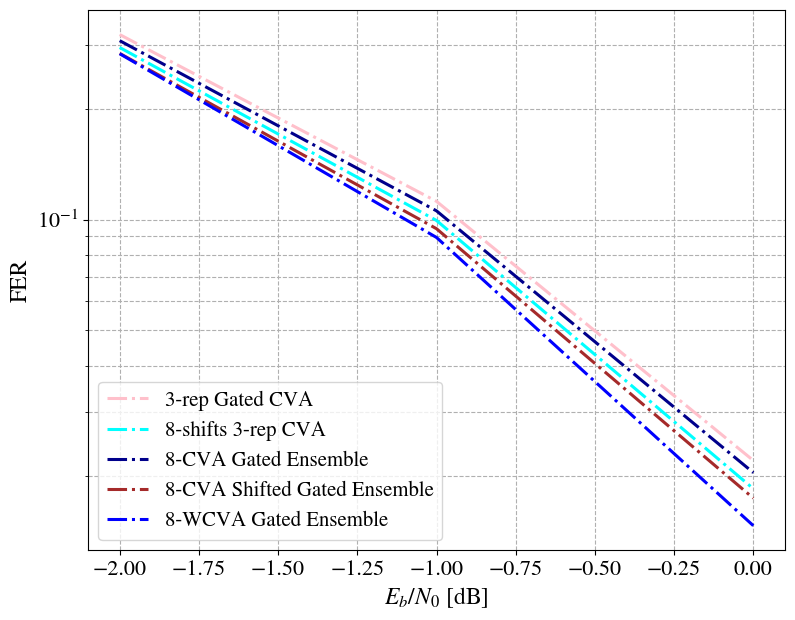 FER
10⁻¹
3-rep Gated CVA
8-shifts 3-rep CVA
8-CVA Gated Ensemble
8-CVA Shifted Gated Ensemble
8-WCVA Gated Ensemble
−2.00 −1.75 −1.50 −1.25 −1.00 −0.75 −0.50 −0.25 0.00
E_b/N_0 [dB]